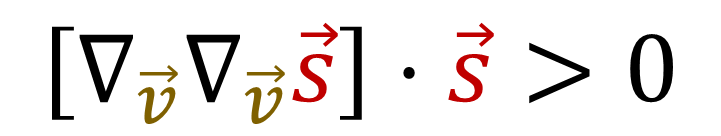 [∇_v⃗ ∇_v⃗ s⃗] · s⃗ > 0